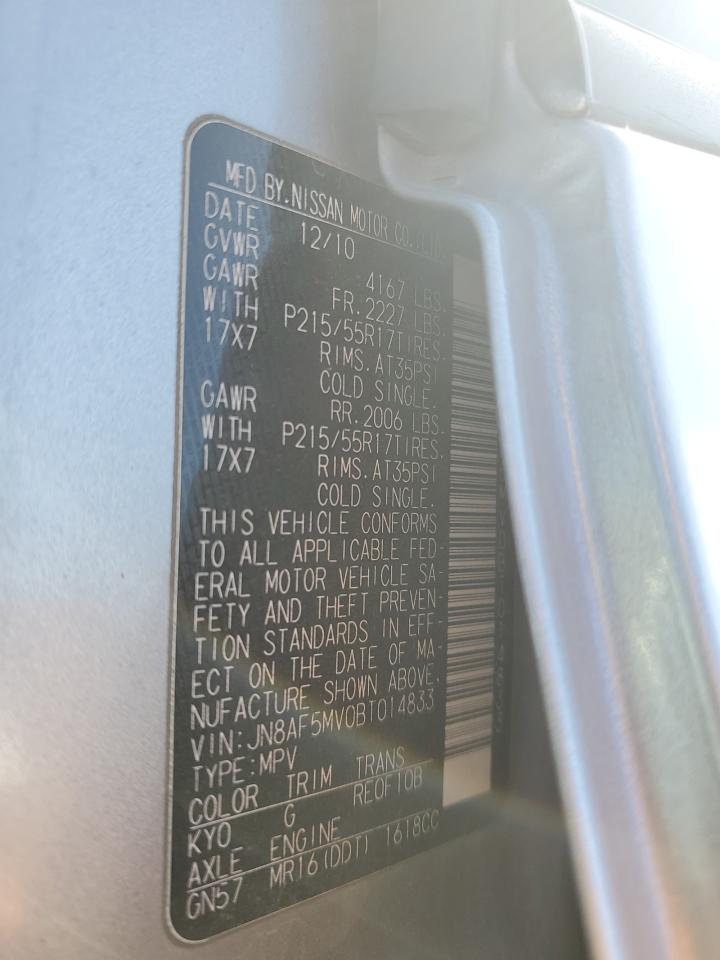 MFD BY.NISSAN MOTOR CO.,LTD.
DATE 12/10
GVWR 4167 LBS.
GAWR FR.2227 LBS.
WITH P215/55R17TIRES.
17X7 RIMS.AT35PSI
COLD SINGLE.
GAWR RR.2006 LBS.
WITH P215/55R17TIRES.
17X7 RIMS.AT35PSI
COLD SINGLE.
THIS VEHICLE CONFORMS
TO ALL APPLICABLE FED-
ERAL MOTOR VEHICLE SA-
FETY AND THEFT PREVEN-
TION STANDARDS IN EFF-
ECT ON THE DATE OF MA-
NUFACTURE SHOWN ABOVE.
VIN:JN8AF5MV0BT014833
TYPE:MPV
COLOR TRIM TRANS
KY0 G RE0F10B
AXLE ENGINE
GN57 MR16(DDT) 1618CC